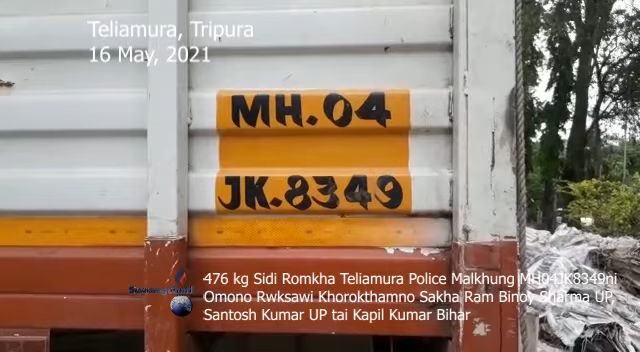 Teliamura, Tripura
16 May, 2021
MH.04
JK.8349
476 kg Sidi Romkha Teliamura Police Malkhung MH04JK8349ni
Omono Rwksawi Khorokthamno Sakha Ram Binoy Sharma UP,
Santosh Kumar UP tai Kapil Kumar Bihar